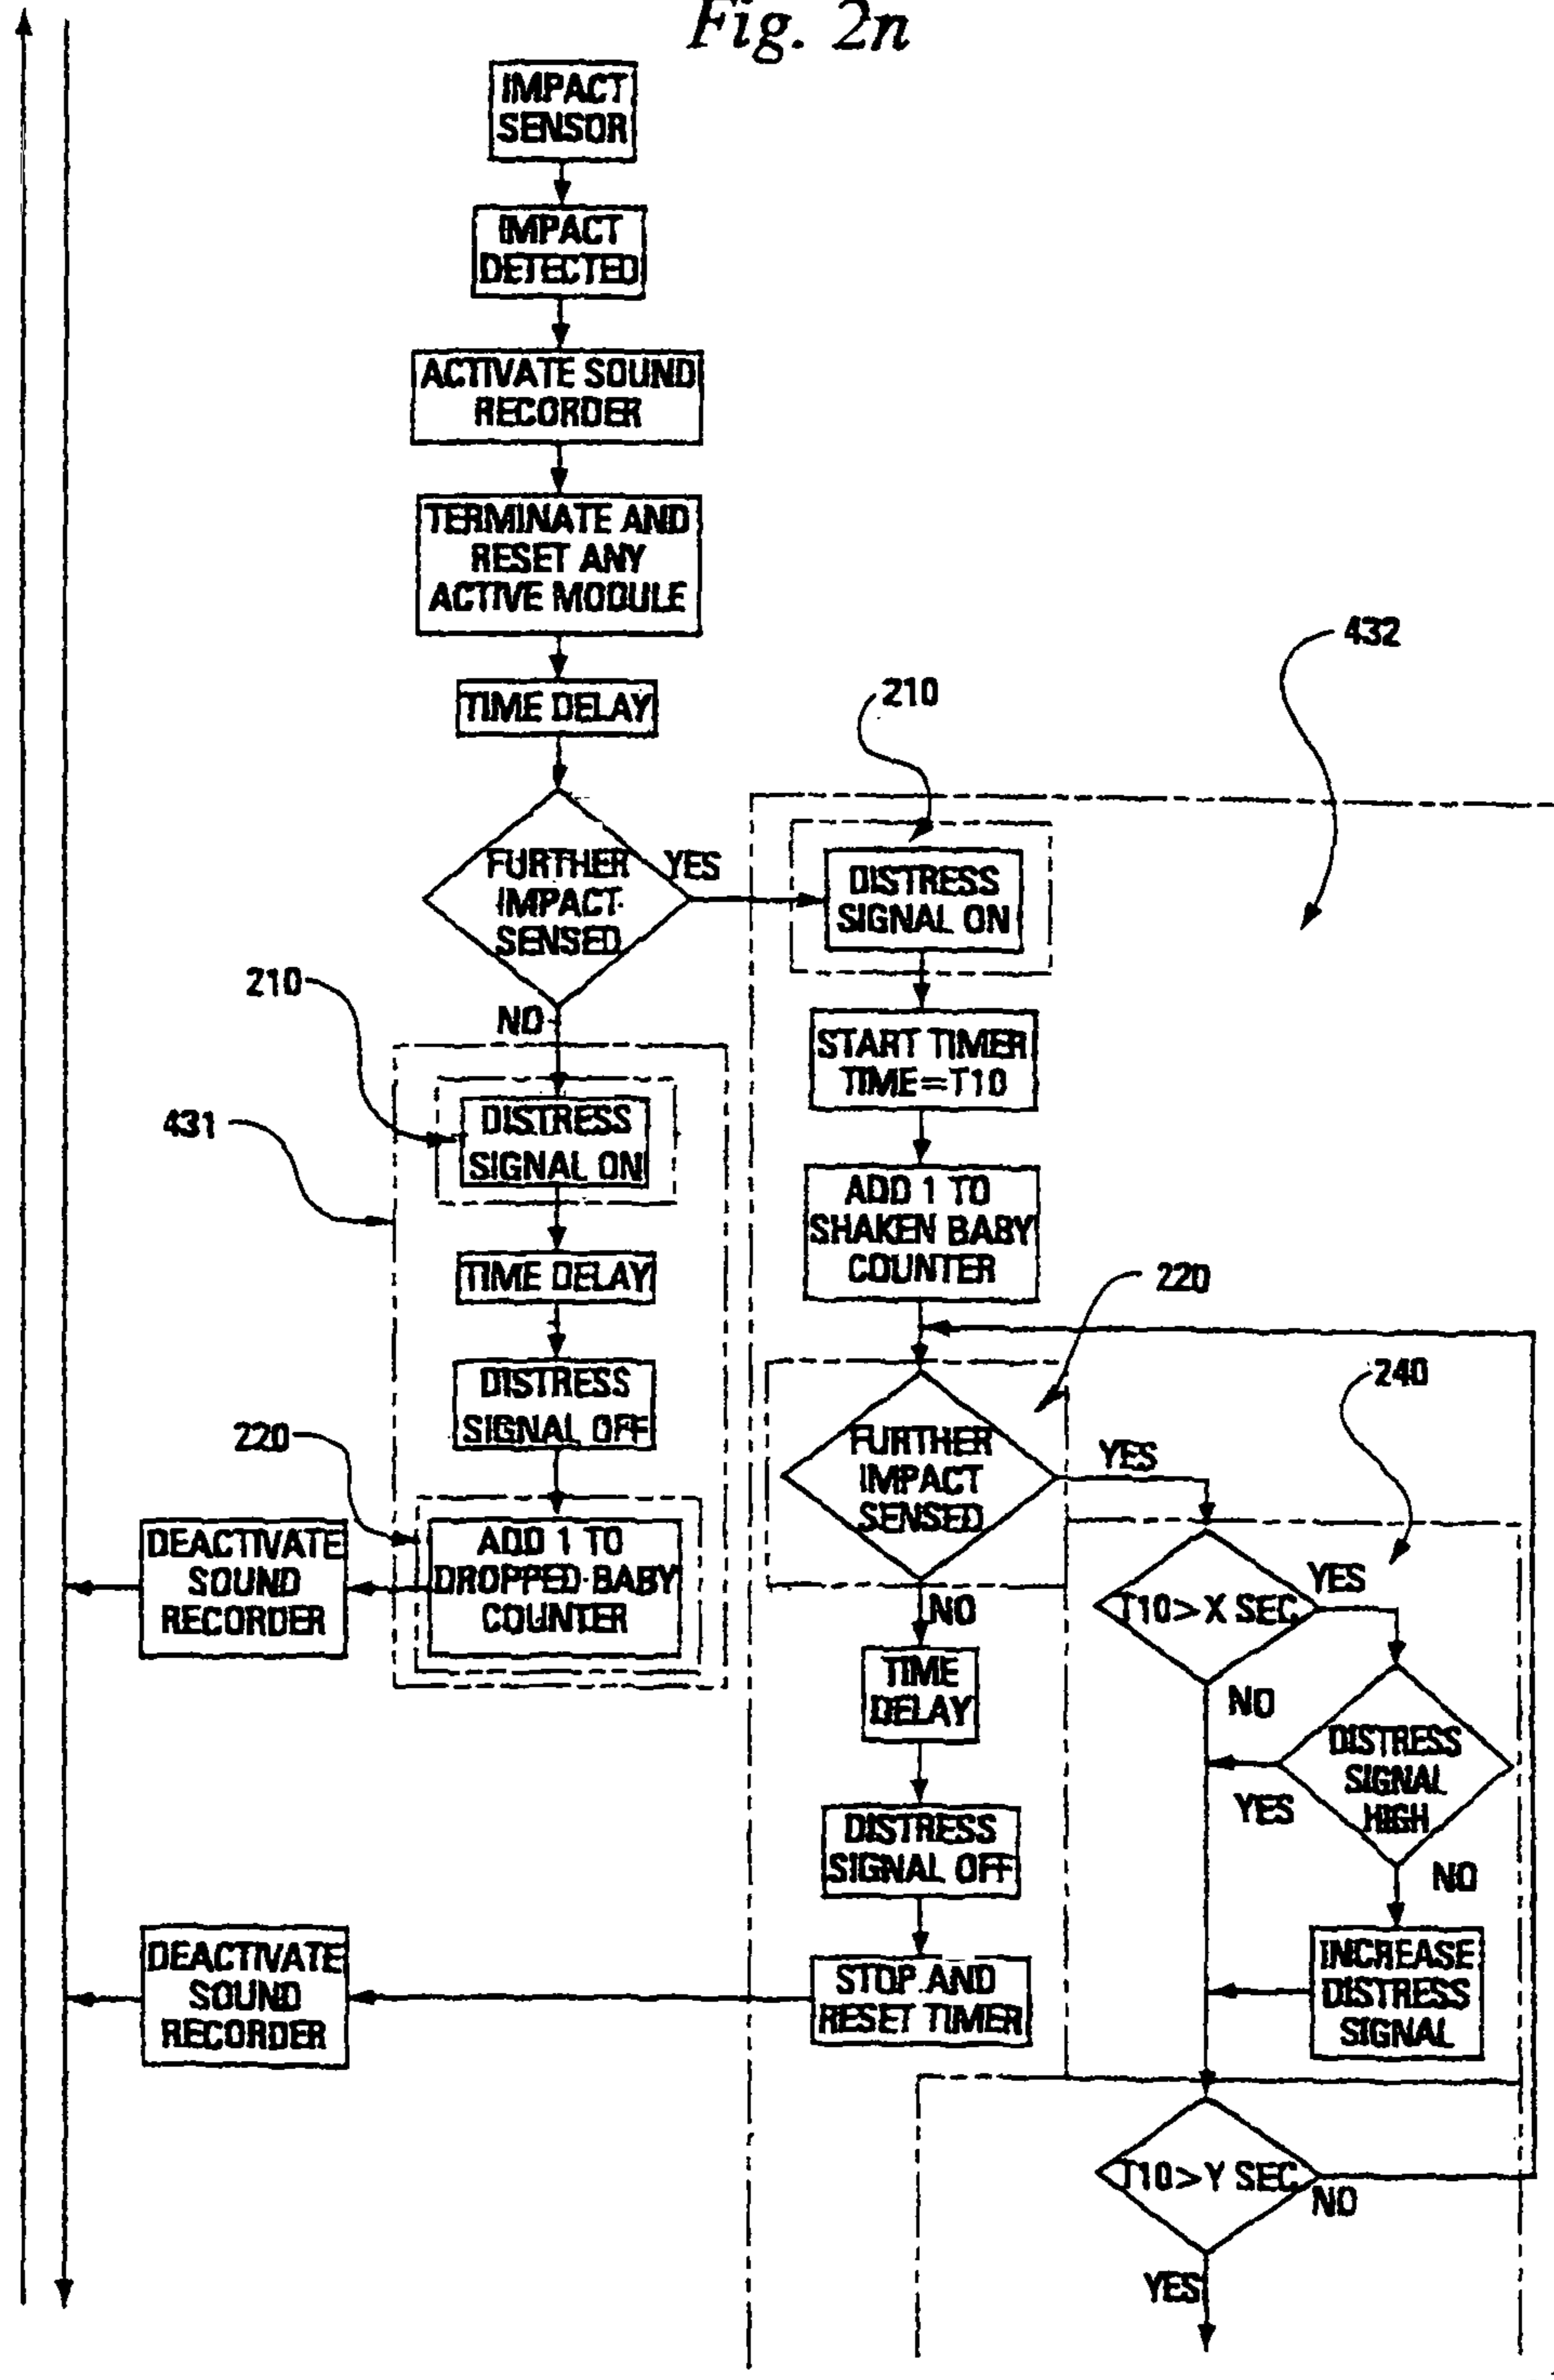 Fig. 2n
IMPACT
SENSOR
IMPACT
DETECTED
ACTIVATE SOUND
RECORDER
TERMINATE AND
RESET ANY
ACTIVE MODULE
TIME DELAY
432
210
FURTHER
IMPACT
SENSED
YES
DISTRESS
SIGNAL ON
210
NO
START TIMER
TIME=T10
431
DISTRESS
SIGNAL ON
ADD 1 TO
SHAKEN BABY
COUNTER
TIME DELAY
220
240
DISTRESS
SIGNAL OFF
FURTHER
IMPACT
SENSED
YES
220
DEACTIVATE
SOUND
RECORDER
ADD 1 TO
DROPPED BABY
COUNTER
NO
T10>X SEC
YES
TIME
DELAY
NO
DISTRESS
SIGNAL
HIGH
YES
NO
DISTRESS
SIGNAL OFF
DEACTIVATE
SOUND
RECORDER
STOP AND
RESET TIMER
INCREASE
DISTRESS
SIGNAL
T10>Y SEC
NO
YES